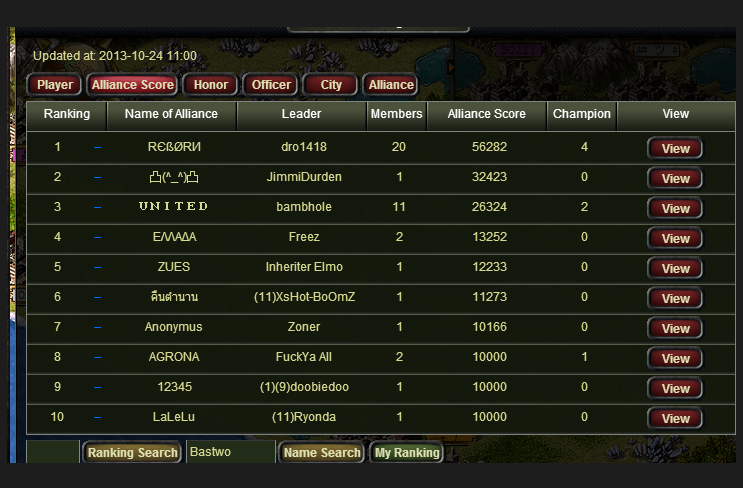 Updated at: 2013-10-24 11:00
Player Alliance Score Honor Officer City Alliance
Ranking Name of Alliance Leader Members Alliance Score Champion View
1 – RЄßØRИ dro1418 20 56282 4 View
2 – 凸(^_^)凸 JimmiDurden 1 32423 0 View
3 – UNITED bambhole 11 26324 2 View
4 – ΕΛΛΑΔΑ Freez 2 13252 0 View
5 – ZUES Inheriter Elmo 1 12233 0 View
6 – คืนตำนาน (11)XsHot-BoOmZ 1 11273 0 View
7 – Anonymus Zoner 1 10166 0 View
8 – AGRONA FuckYa All 2 10000 1 View
9 – 12345 (1)(9)doobiedoo 1 10000 0 View
10 – LaLeLu (11)Ryonda 1 10000 0 View
Ranking Search Bastwo Name Search My Ranking